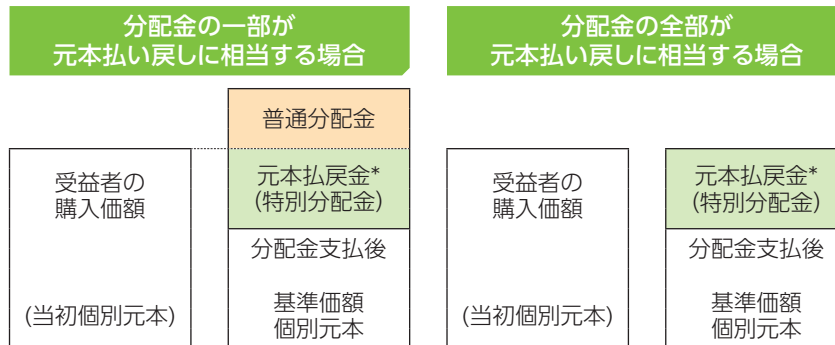 分配金の一部が
元本払い戻しに相当する場合
普通分配金
受益者の
購入価額
(当初個別元本)
元本払戻金*
(特別分配金)
分配金支払後
基準価額
個別元本
分配金の全部が
元本払い戻しに相当する場合
受益者の
購入価額
(当初個別元本)
元本払戻金*
(特別分配金)
分配金支払後
基準価額
個別元本